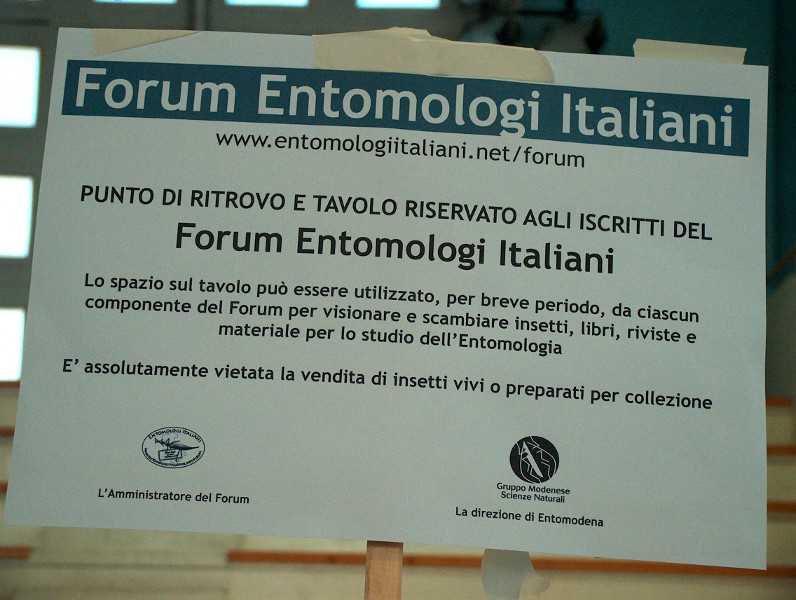 Forum Entomologi Italiani
www.entomologiitaliani.net/forum
PUNTO DI RITROVO E TAVOLO RISERVATO AGLI ISCRITTI DEL
Forum Entomologi Italiani
Lo spazio sul tavolo può essere utilizzato, per breve periodo, da ciascun
componente del Forum per visionare e scambiare insetti, libri, riviste e
materiale per lo studio dell'Entomologia
E' assolutamente vietata la vendita di insetti vivi o preparati per collezione
ENTOMOLOGI ITALIANI
L'Amministratore del Forum
Gruppo Modenese
Scienze Naturali
La direzione di Entomodena